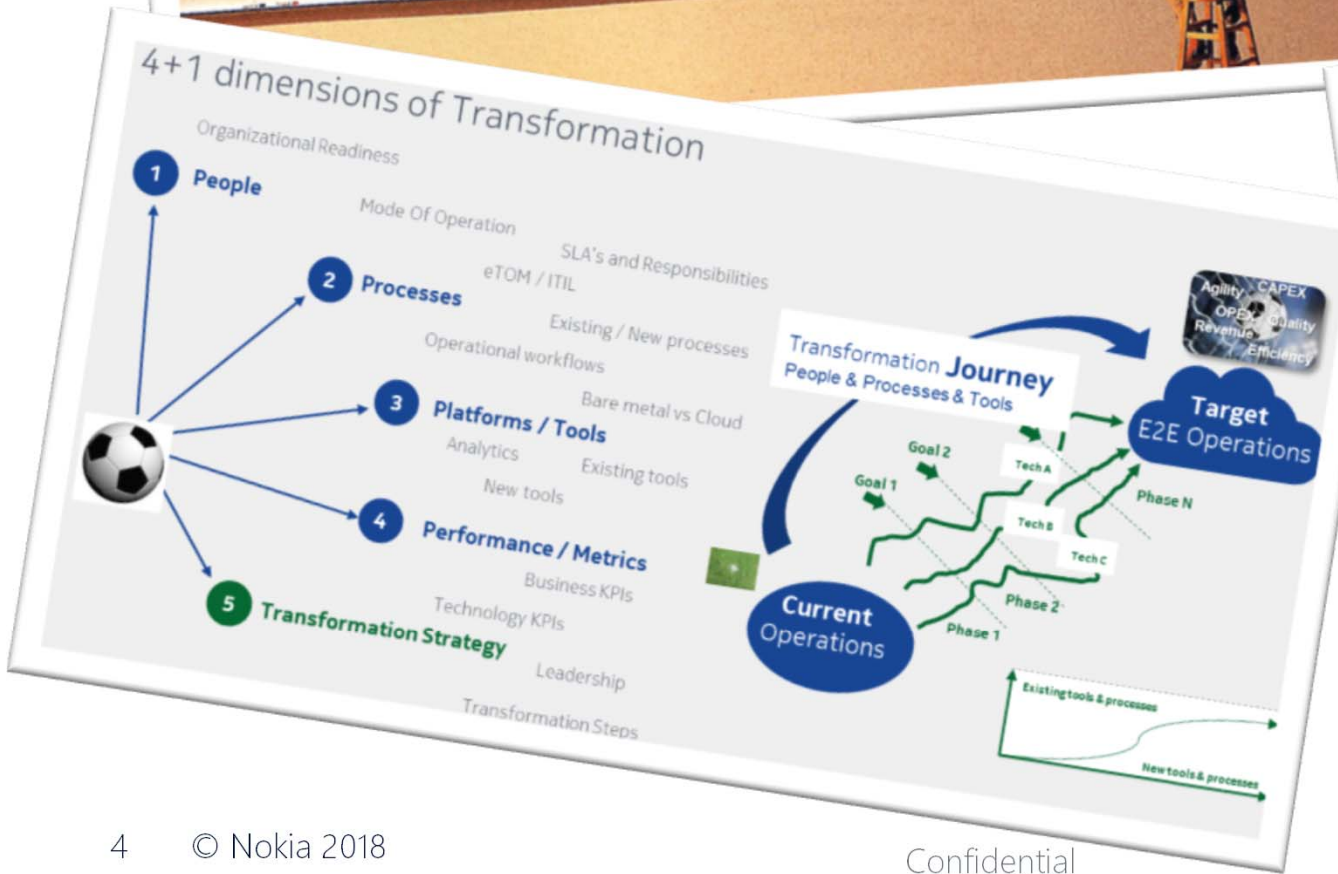 4+1 dimensions of Transformation
Organizational Readiness
1 People
Mode Of Operation
SLA's and Responsibilities
eTOM / ITIL
2 Processes
Existing / New processes
Operational workflows
Bare metal vs Cloud
3 Platforms / Tools
Analytics
Existing tools
New tools
4 Performance / Metrics
Business KPIs
Technology KPIs
5 Transformation Strategy
Leadership
Transformation Steps
Transformation Journey
People & Processes & Tools
Agility CAPEX
OPEX Quality
Revenue
Efficiency
Target
E2E Operations
Goal 1
Goal 2
Tech A
Tech B
Tech C
Phase N
Phase 2
Phase 1
Current
Operations
Existing tools & processes
New tools & processes
4 © Nokia 2018
Confidential